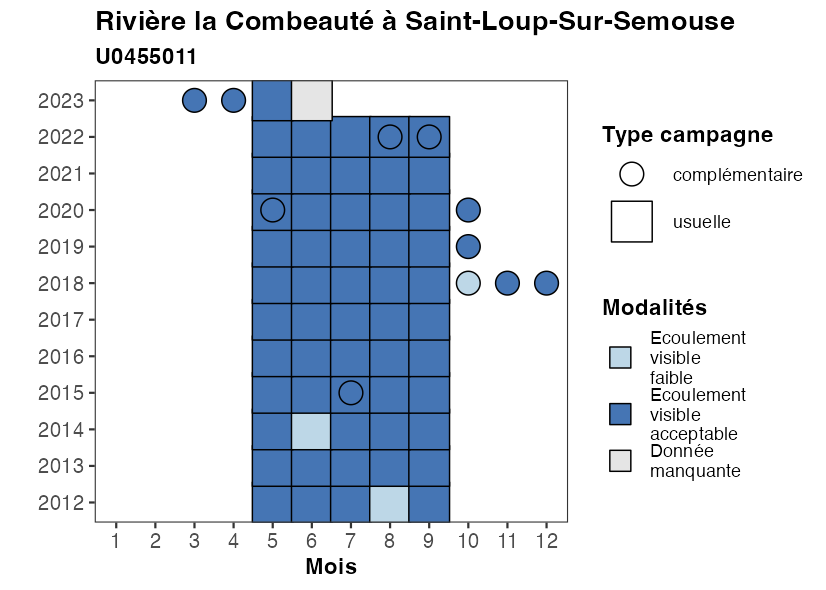 Rivière la Combeauté à Saint-Loup-Sur-Semouse
U0455011
2023
2022
2021
2020
2019
2018
2017
2016
2015
2014
2013
2012
1 2 3 4 5 6 7 8 9 10 11 12
Mois
Type campagne
complémentaire
usuelle
Modalités
Ecoulement
visible
faible
Ecoulement
visible
acceptable
Donnée
manquante